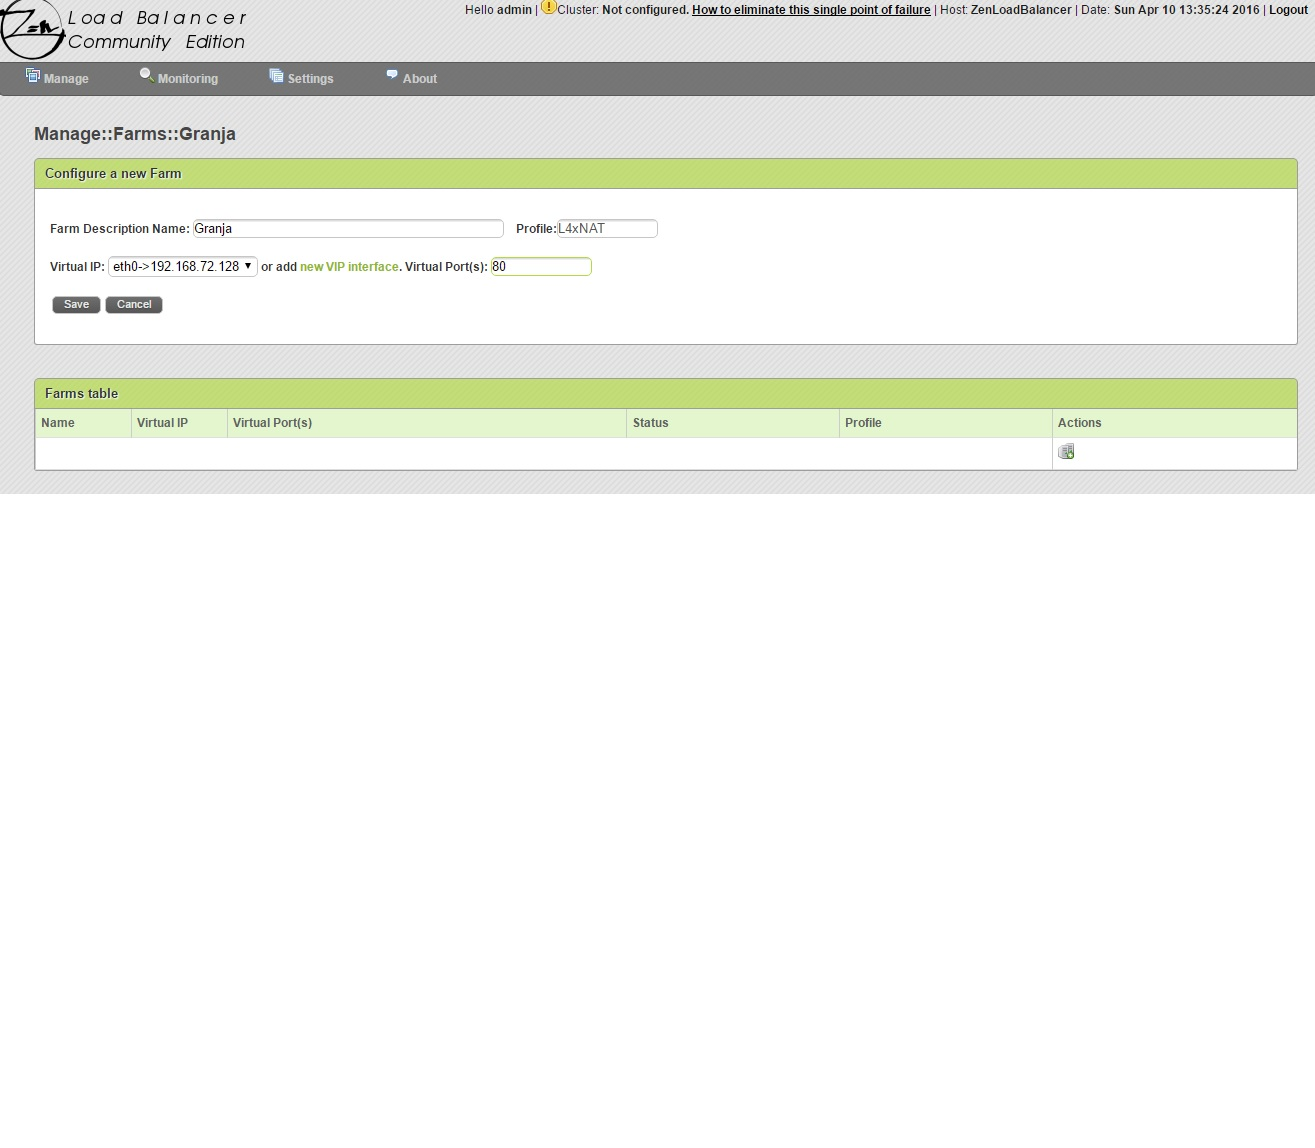 Zen Load Balancer
Community Edition
Hello admin | Cluster: Not configured. How to eliminate this single point of failure | Host: ZenLoadBalancer | Date: Sun Apr 10 13:35:24 2016 | Logout
Manage Monitoring Settings About
Manage::Farms::Granja
Configure a new Farm
Farm Description Name: Granja Profile: L4xNAT
Virtual IP: eth0->192.168.72.128 or add new VIP interface. Virtual Port(s): 80
Save Cancel
Farms table
Name Virtual IP Virtual Port(s) Status Profile Actions